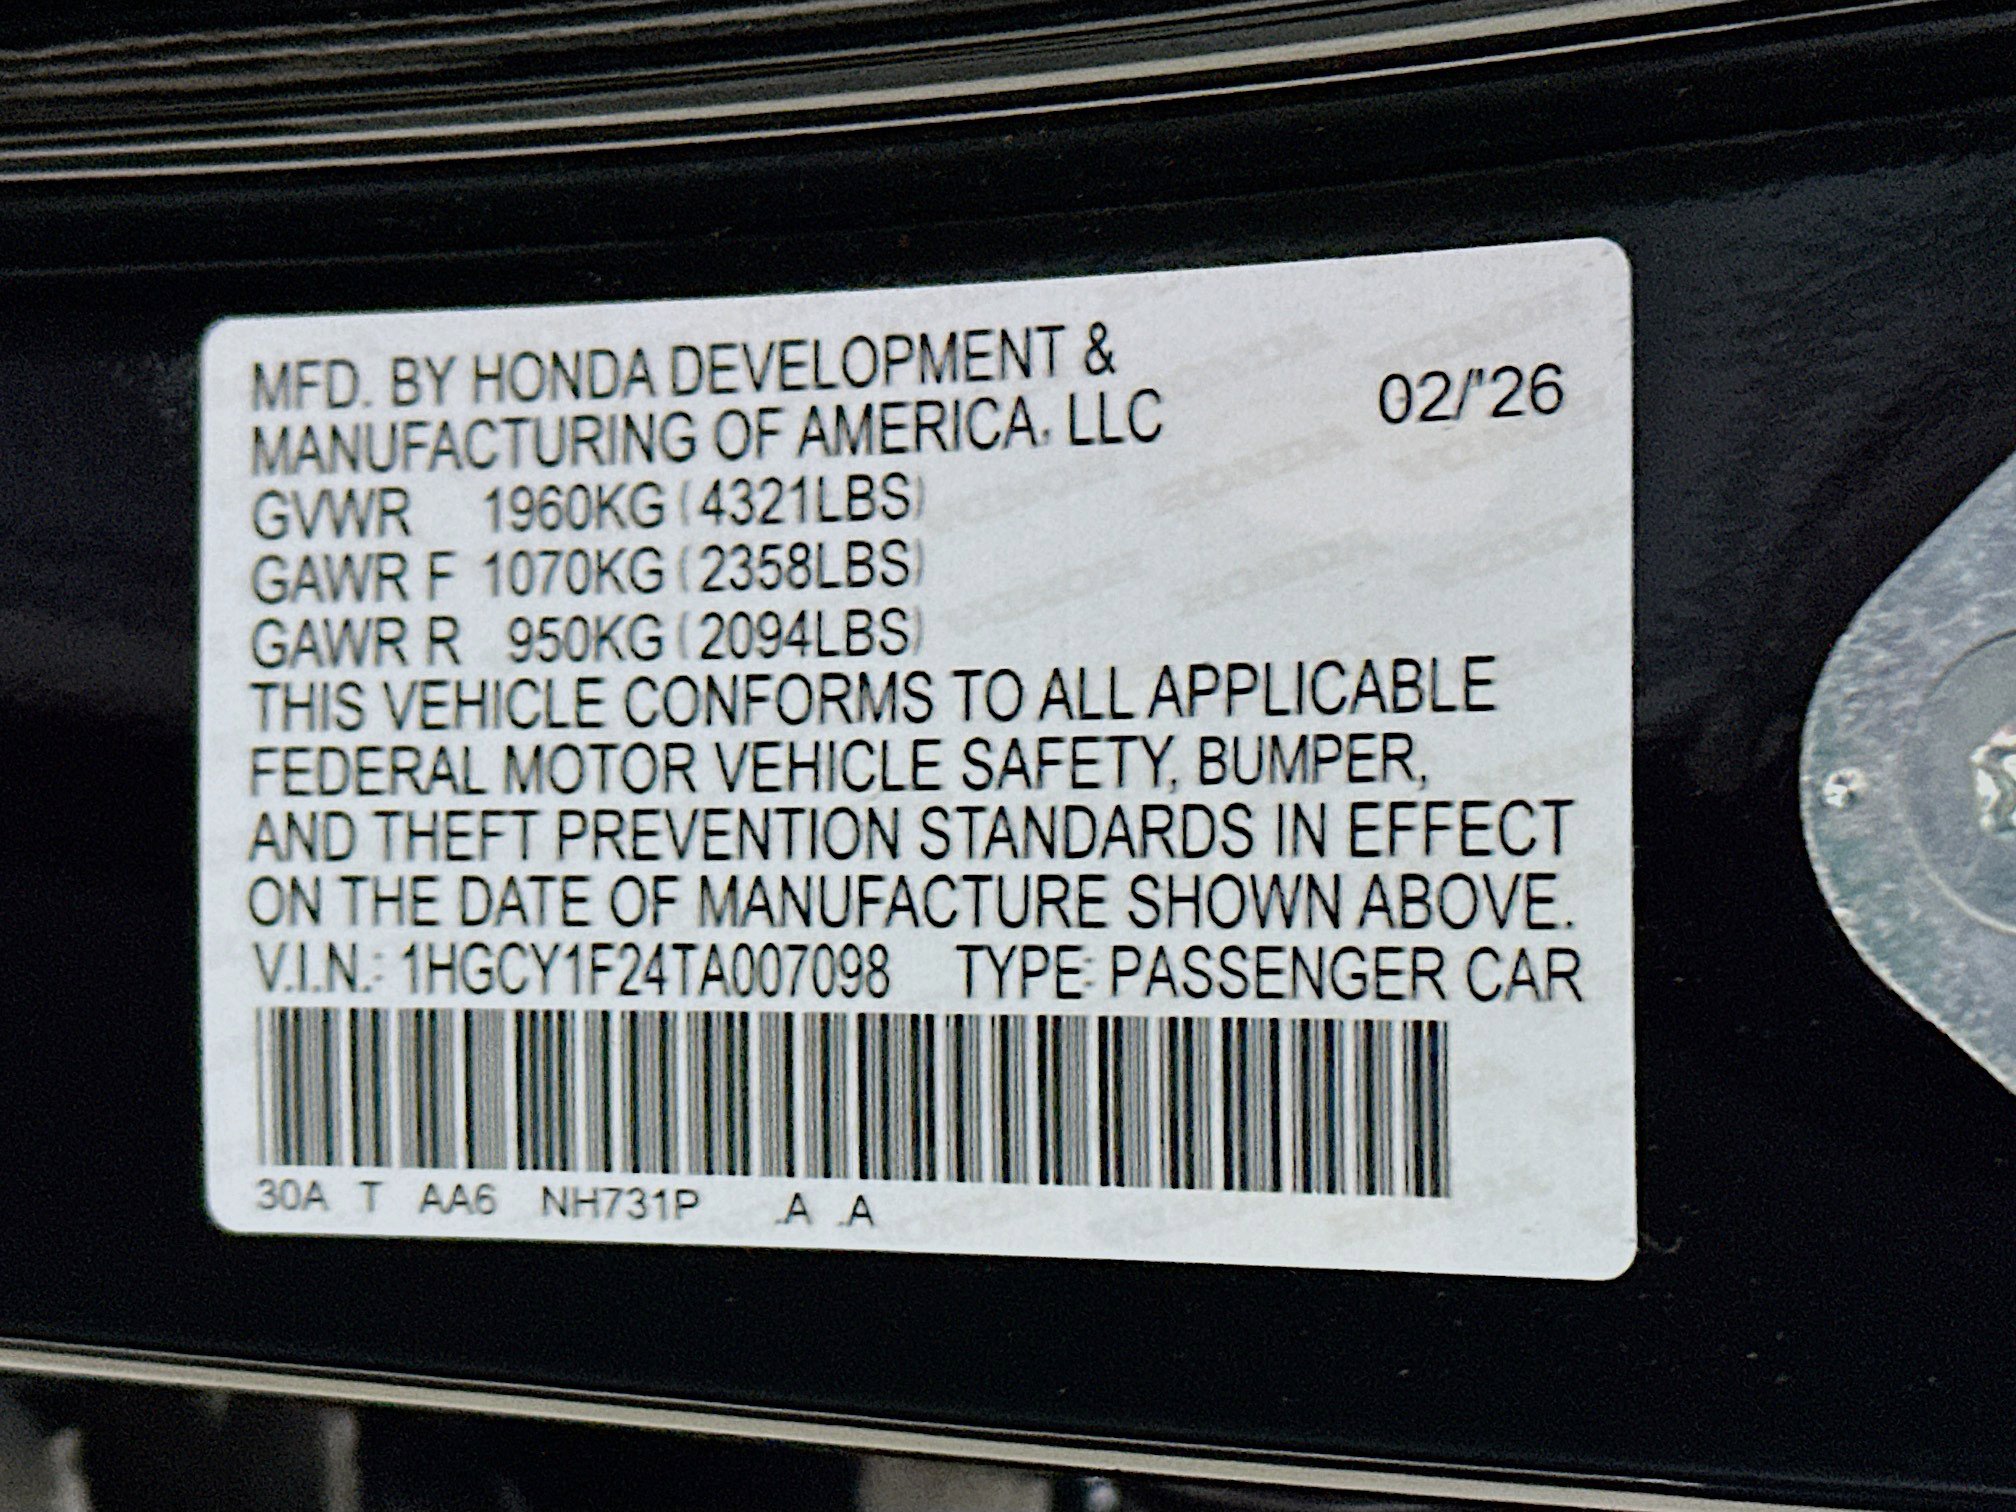 MFD. BY HONDA DEVELOPMENT &
MANUFACTURING OF AMERICA, LLC
02/'26
GVWR 1960KG (4321LBS)
GAWR F 1070KG (2358LBS)
GAWR R 950KG (2094LBS)
THIS VEHICLE CONFORMS TO ALL APPLICABLE
FEDERAL MOTOR VEHICLE SAFETY, BUMPER,
AND THEFT PREVENTION STANDARDS IN EFFECT
ON THE DATE OF MANUFACTURE SHOWN ABOVE.
V.I.N.: 1HGCY1F24TA007098 TYPE: PASSENGER CAR
30A T AA6 NH731P .A .A